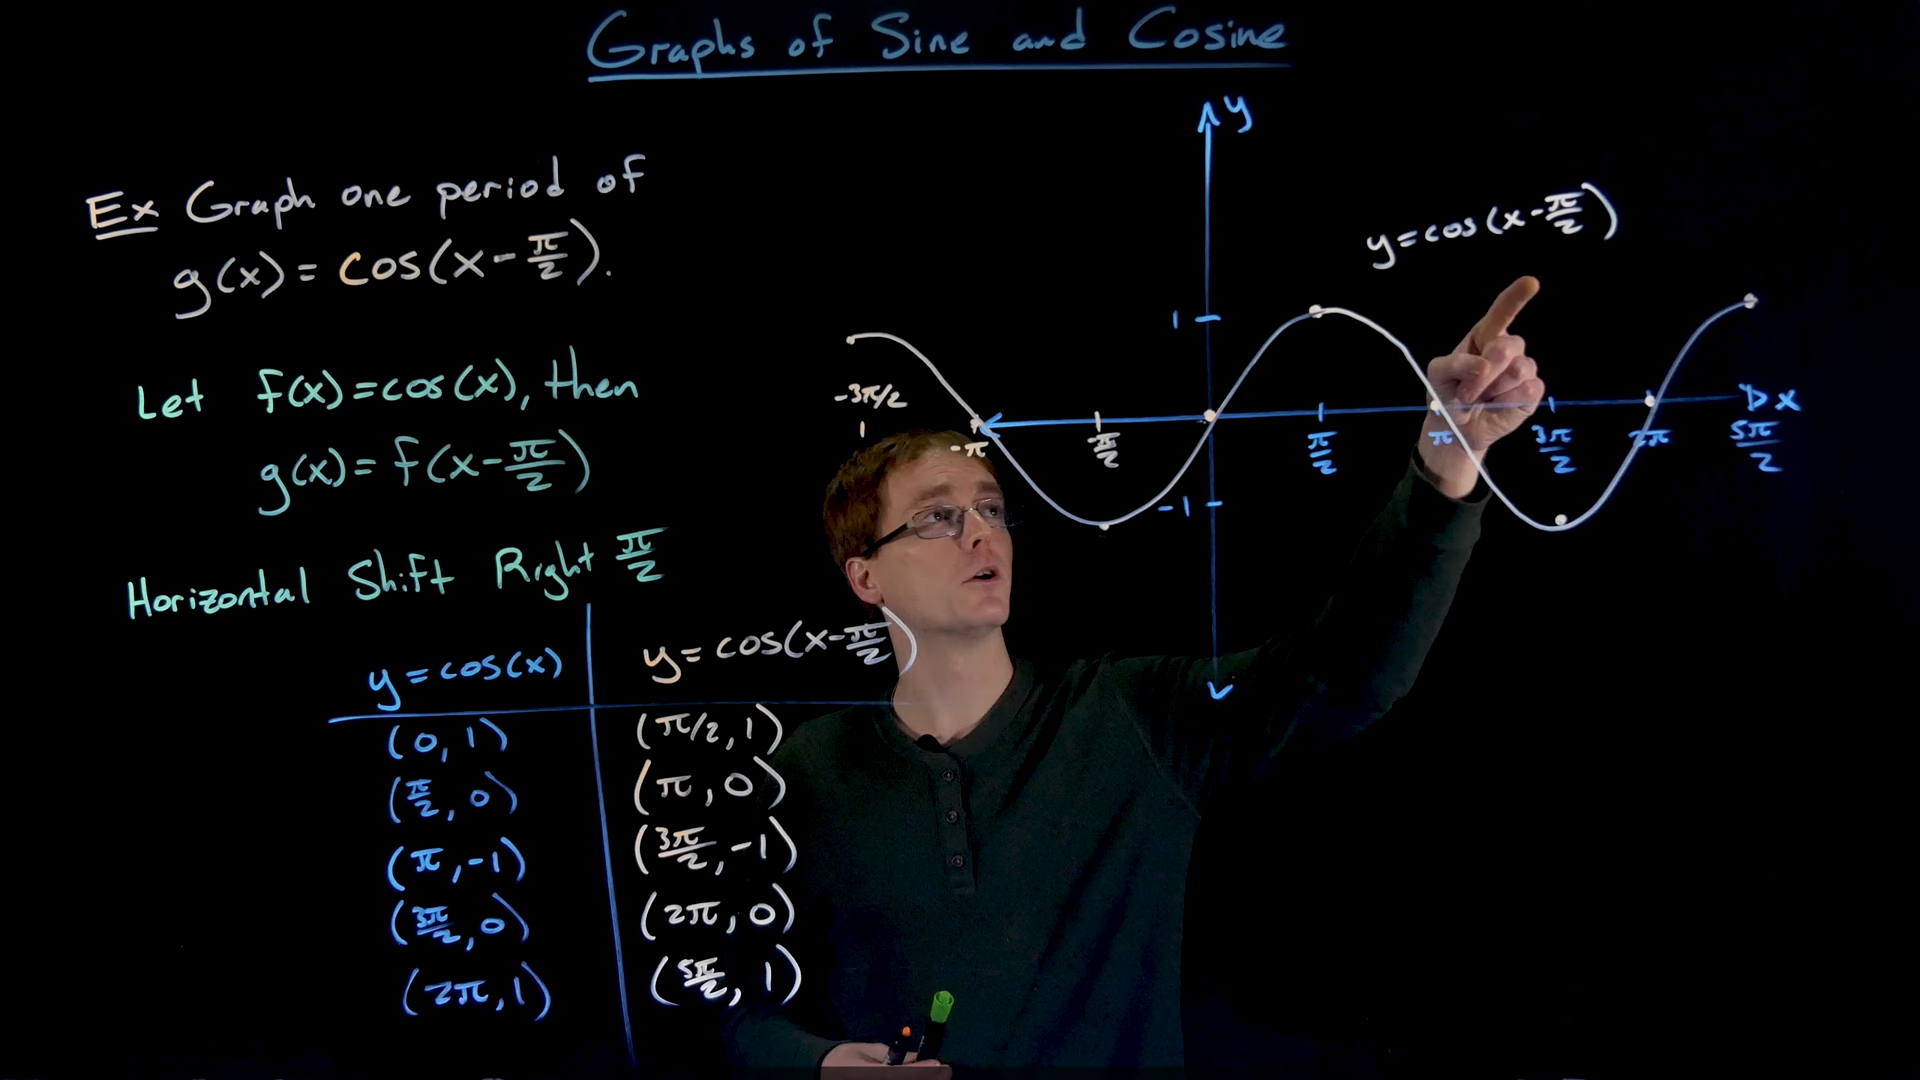 Graphs of Sine and Cosine
Ex Graph one period of
g(x) = cos(x - π/2).
Let f(x) = cos(x), then
g(x) = f(x - π/2)
Horizontal Shift Right π/2
y = cos(x)
(0, 1)
(π/2, 0)
(π, -1)
(3π/2, 0)
(2π, 1)
y = cos(x - π/2)
(π/2, 1)
(π, 0)
(3π/2, -1)
(2π, 0)
(5π/2, 1)
y
y = cos(x - π/2)
1
-3π/2 -π -π/2 π/2 π 3π/2 2π 5π/2 x
-1